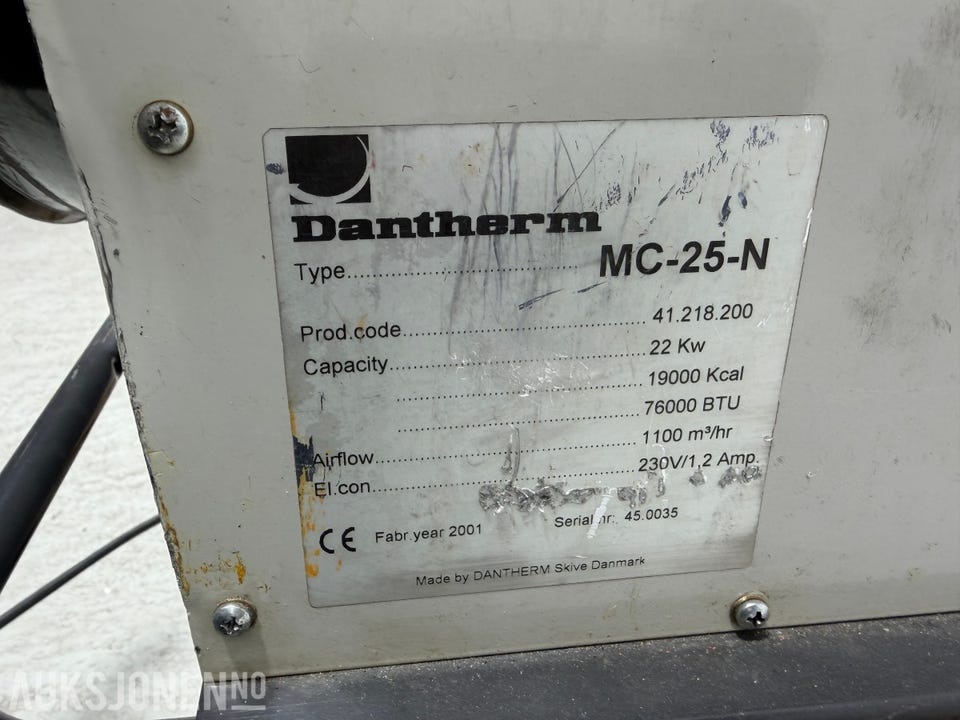 Dantherm
Type........................................ MC-25-N
Prod.code........................................ 41.218.200
Capacity........................................ 22 Kw
........................................ 19000 Kcal
........................................ 76000 BTU
Airflow........................................ 1100 m³/hr
El.con........................................ 230V/1,2 Amp.
CE Fabr.year 2001 Serial nr: 45.0035
Made by DANTHERM Skive Danmark
AUKSJONEN.NO